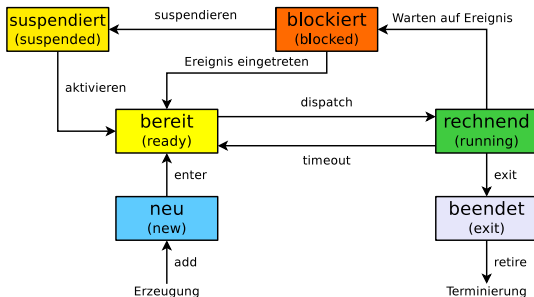 suspendiert
(suspended)
suspendieren
blockiert
(blocked)
Warten auf Ereignis
Ereignis eingetreten
aktivieren
bereit
(ready)
dispatch
rechnend
(running)
timeout
enter
exit
neu
(new)
beendet
(exit)
add
retire
Erzeugung
Terminierung